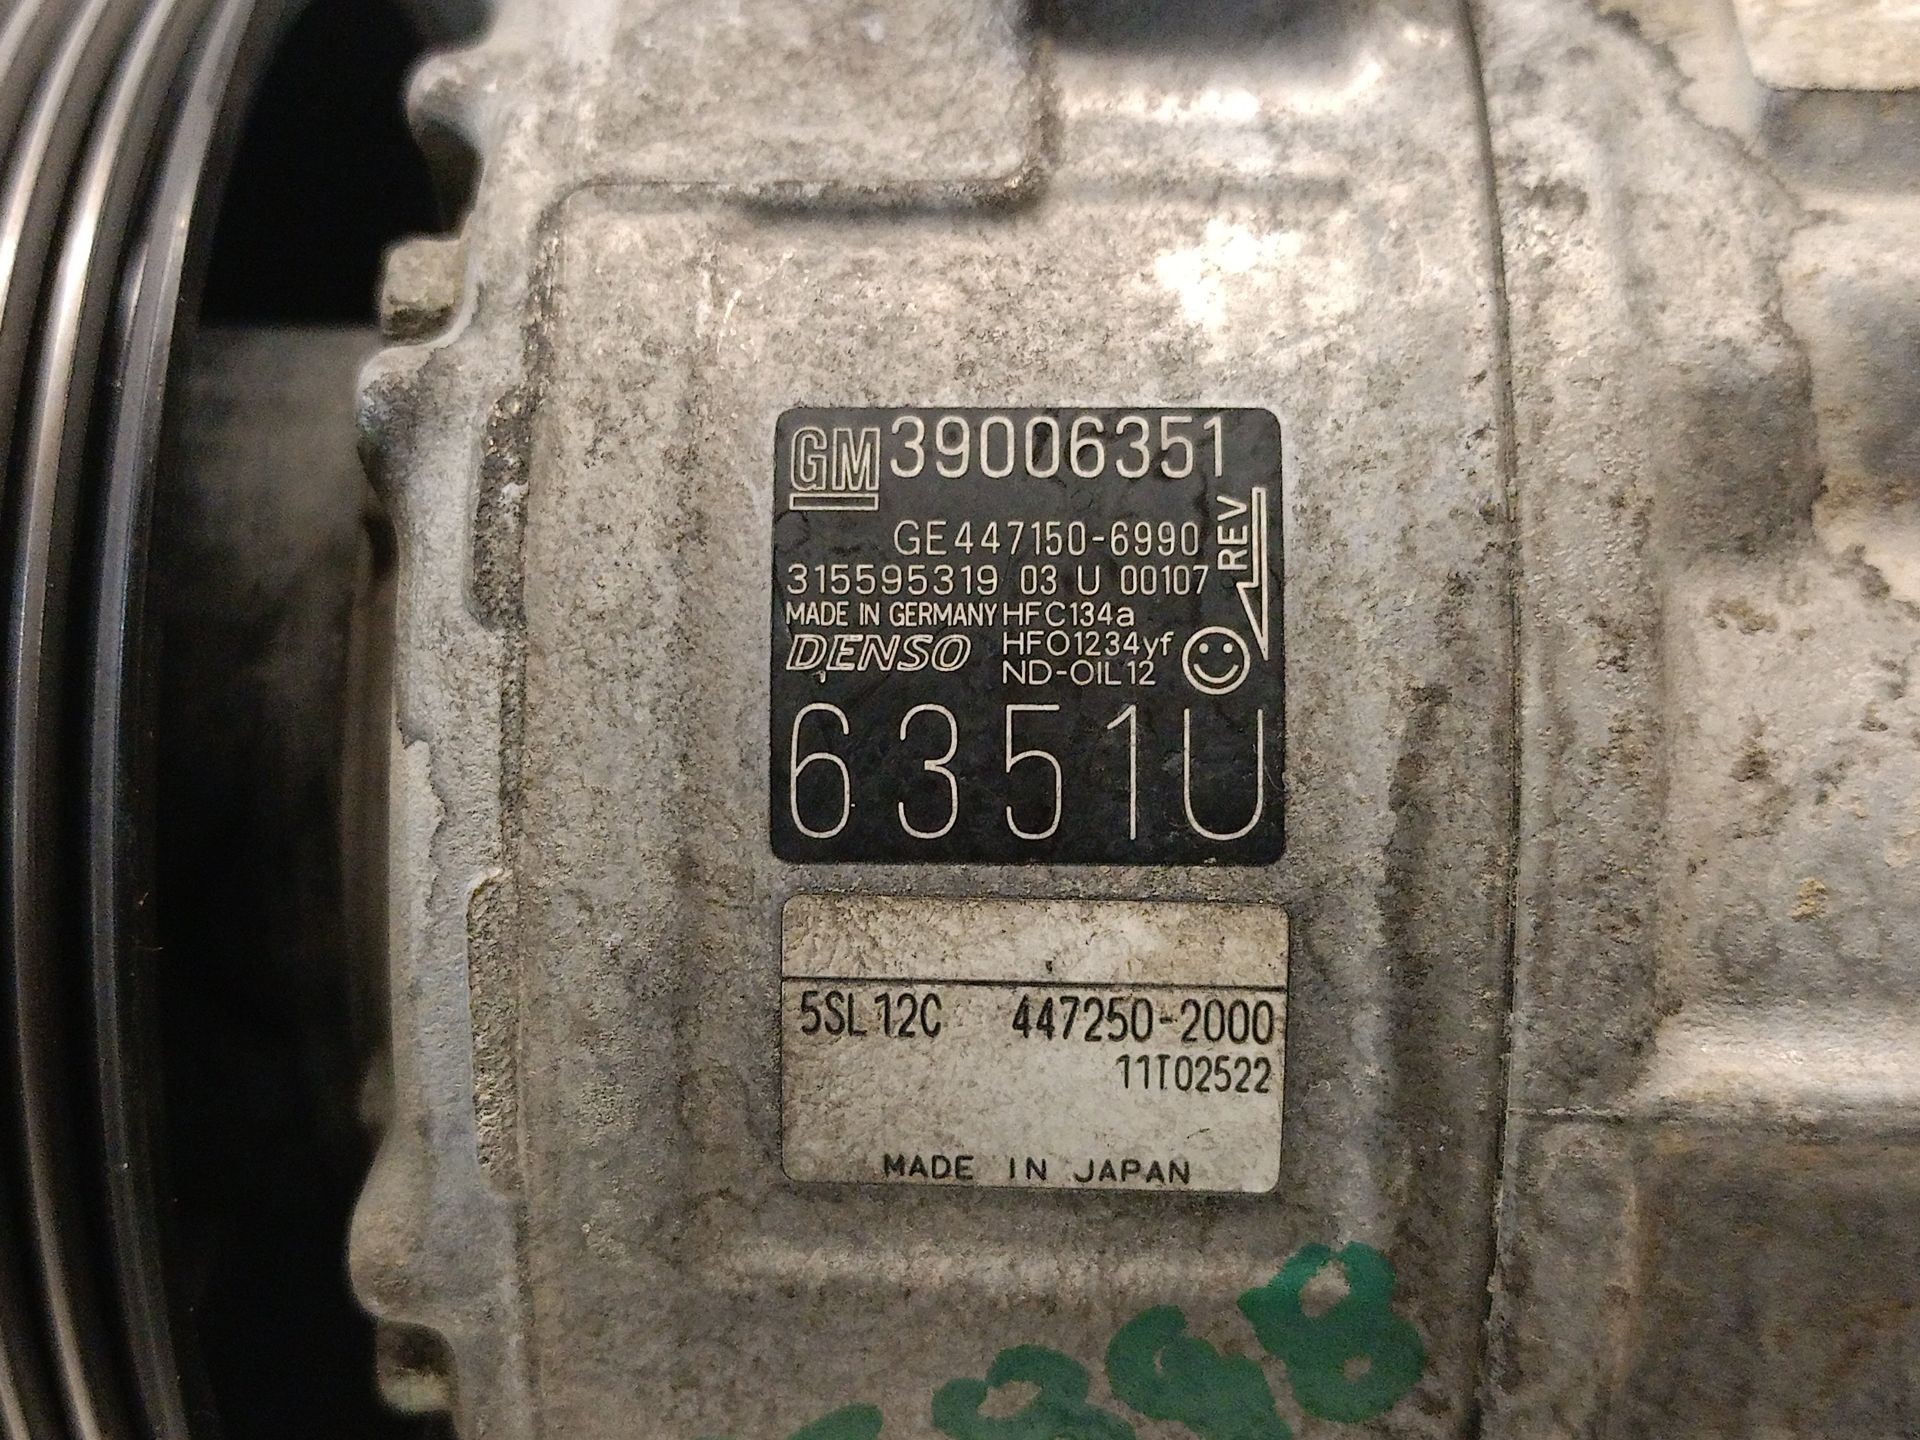 GM 39006351
GE447150-6990
REV
315595319 03 U 00107
MADE IN GERMANY HFC134a
DENSO HFO1234yf
ND-OIL12
6351U
5SL12C 447250-2000
11T02522
MADE IN JAPAN